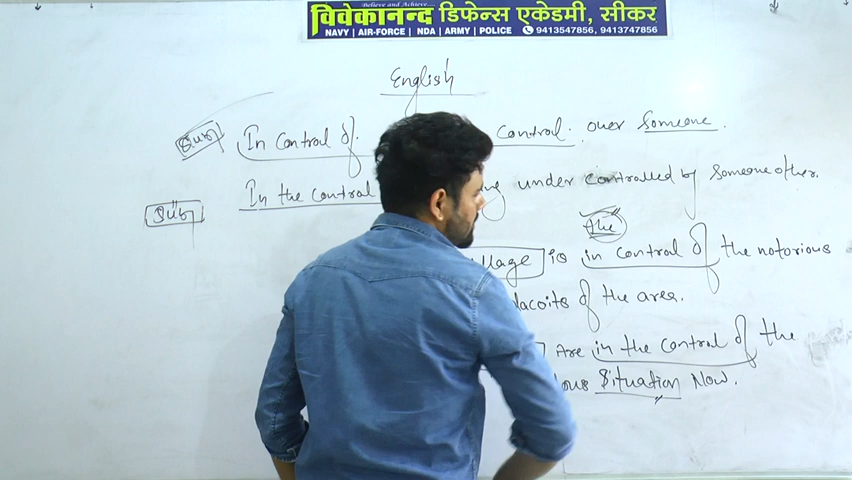 Believe and Achieve....
विवेकानन्द डिफेन्स एकेडमी, सीकर
NAVY | AIR-FORCE | NDA | ARMY | POLICE 9413547856, 9413747856
English
Sub In control of control over someone.
Sub In the control under controlled by someone other.
the
llage is in control of the notorious
dacoits of the area.
Are in the control of the
ious Situation Now.